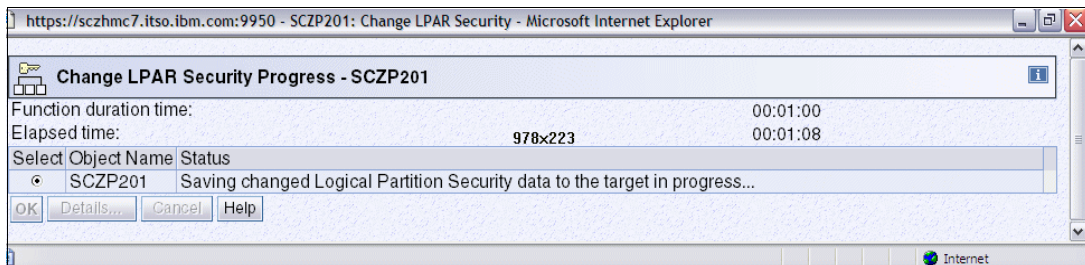 https://sczhmc7.itso.ibm.com:9950 - SCZP201: Change LPAR Security - Microsoft Internet Explorer
Change LPAR Security Progress - SCZP201
Function duration time: 00:01:00
Elapsed time: 00:01:08
978x223
Select Object Name Status
SCZP201 Saving changed Logical Partition Security data to the target in progress...
OK Details... Cancel Help
Internet